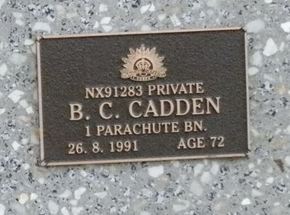 NX91283 PRIVATE
B. C. CADDEN
1 PARACHUTE BN.
26. 8. 1991 AGE 72